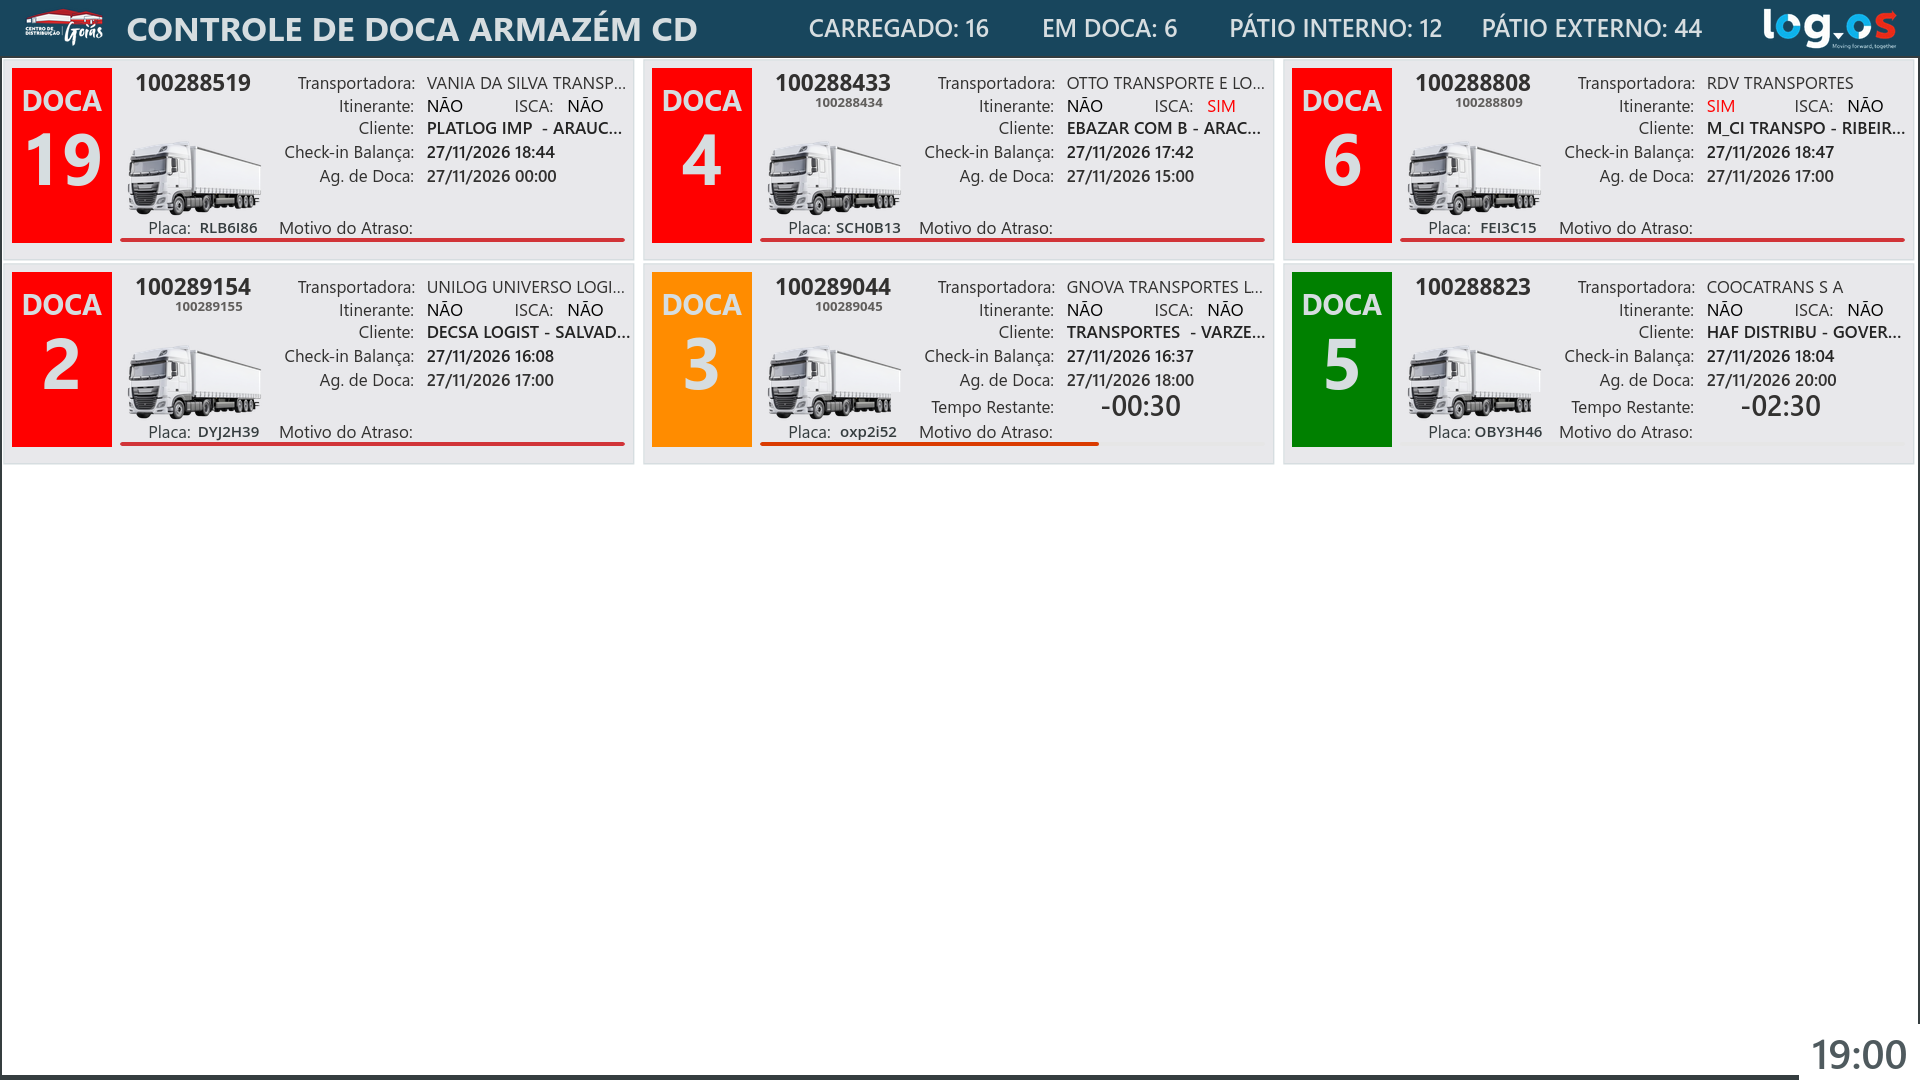 CENTRO DE DISTRIBUIÇÃO Goiás
CONTROLE DE DOCA ARMAZÉM CD
CARREGADO: 16
EM DOCA: 6
PÁTIO INTERNO: 12
PÁTIO EXTERNO: 44
log.os
Moving forward, together
DOCA
19
100288519
Transportadora: VANIA DA SILVA TRANSP...
Itinerante: NÃO ISCA: NÃO
Cliente: PLATLOG IMP - ARAUC...
Check-in Balança: 27/11/2026 18:44
Ag. de Doca: 27/11/2026 00:00
Placa: RLB6I86 Motivo do Atraso:
DOCA
4
100288433
100288434
Transportadora: OTTO TRANSPORTE E LO...
Itinerante: NÃO ISCA: SIM
Cliente: EBAZAR COM B - ARAC...
Check-in Balança: 27/11/2026 17:42
Ag. de Doca: 27/11/2026 15:00
Placa: SCH0B13 Motivo do Atraso:
DOCA
6
100288808
100288809
Transportadora: RDV TRANSPORTES
Itinerante: SIM ISCA: NÃO
Cliente: M_CI TRANSPO - RIBEIR...
Check-in Balança: 27/11/2026 18:47
Ag. de Doca: 27/11/2026 17:00
Placa: FEI3C15 Motivo do Atraso:
DOCA
2
100289154
100289155
Transportadora: UNILOG UNIVERSO LOGI...
Itinerante: NÃO ISCA: NÃO
Cliente: DECSA LOGIST - SALVAD...
Check-in Balança: 27/11/2026 16:08
Ag. de Doca: 27/11/2026 17:00
Placa: DYJ2H39 Motivo do Atraso:
DOCA
3
100289044
100289045
Transportadora: GNOVA TRANSPORTES L...
Itinerante: NÃO ISCA: NÃO
Cliente: TRANSPORTES - VARZE...
Check-in Balança: 27/11/2026 16:37
Ag. de Doca: 27/11/2026 18:00
Tempo Restante: -00:30
Placa: oxp2i52 Motivo do Atraso:
DOCA
5
100288823
Transportadora: COOCATRANS S A
Itinerante: NÃO ISCA: NÃO
Cliente: HAF DISTRIBU - GOVER...
Check-in Balança: 27/11/2026 18:04
Ag. de Doca: 27/11/2026 20:00
Tempo Restante: -02:30
Placa: OBY3H46 Motivo do Atraso:
19:00